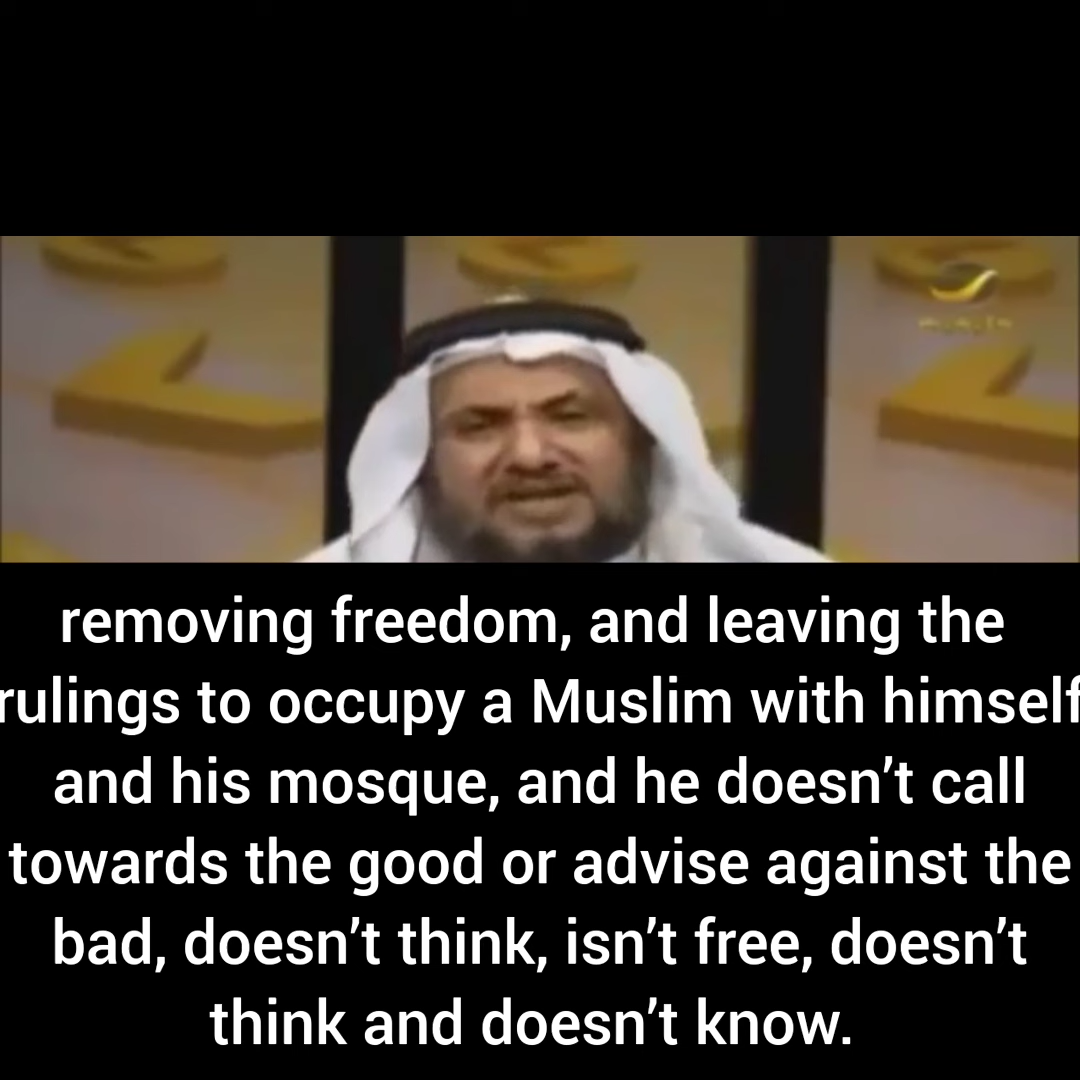 removing freedom, and leaving the
rulings to occupy a Muslim with himself
and his mosque, and he doesn’t call
towards the good or advise against the
bad, doesn’t think, isn’t free, doesn’t
think and doesn’t know.